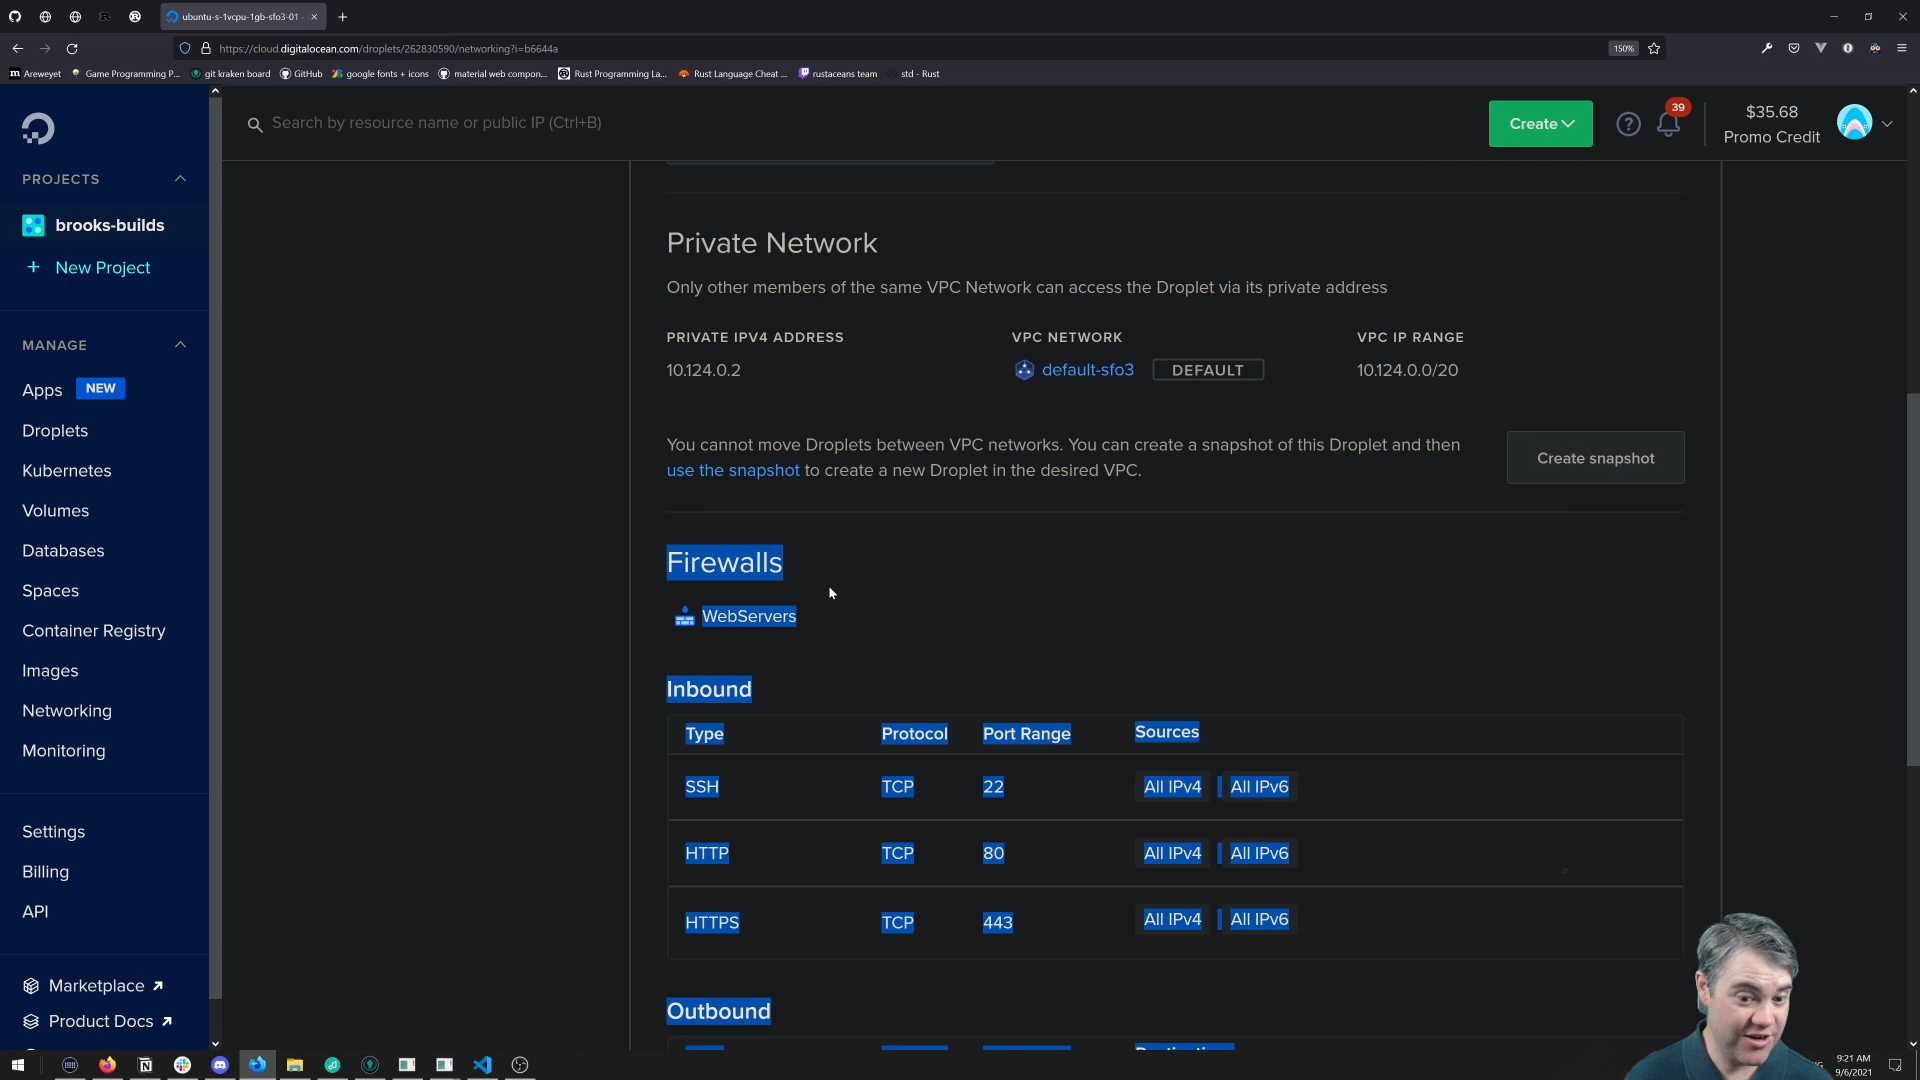 ubuntu-s-1vcpu-1gb-sfo3-01 -
https://cloud.digitalocean.com/droplets/262830590/networking?i=b6644a
150%
Areweyet
Game Programming P...
git kraken board
GitHub
google fonts + icons
material web compon...
Rust Programming La...
Rust Language Cheat ...
rustaceans team
std - Rust
Search by resource name or public IP (Ctrl+B)
Create
39
$35.68
Promo Credit
PROJECTS
brooks-builds
+ New Project
MANAGE
Apps NEW
Droplets
Kubernetes
Volumes
Databases
Spaces
Container Registry
Images
Networking
Monitoring
Settings
Billing
API
Marketplace
Product Docs
Private Network
Only other members of the same VPC Network can access the Droplet via its private address
PRIVATE IPV4 ADDRESS VPC NETWORK VPC IP RANGE
10.124.0.2 default-sfo3 DEFAULT 10.124.0.0/20
You cannot move Droplets between VPC networks. You can create a snapshot of this Droplet and then
use the snapshot to create a new Droplet in the desired VPC.
Create snapshot
Firewalls
WebServers
Inbound
Type Protocol Port Range Sources
SSH TCP 22 All IPv4 All IPv6
HTTP TCP 80 All IPv4 All IPv6
HTTPS TCP 443 All IPv4 All IPv6
Outbound
9:21 AM
9/6/2021